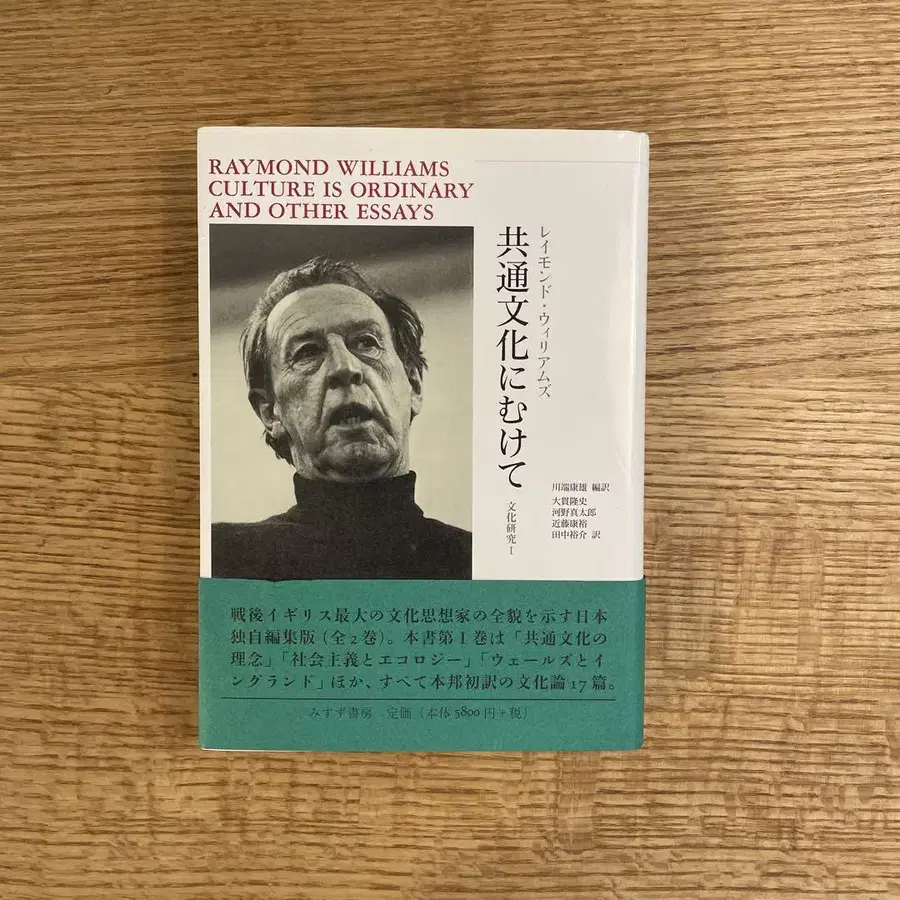 RAYMOND WILLIAMS
CULTURE IS ORDINARY
AND OTHER ESSAYS
レイモンド・ウィリアムズ
共通文化にむけて
文化研究 I
川端康雄 編訳
大貫隆史
河野真太郎
近藤康裕
田中裕介 訳
戦後イギリス最大の文化思想家の全貌を示す日本
独自編集版（全2巻）。本書第I巻は「共通文化の
理念」「社会主義とエコロジー」「ウェールズとイ
ングランド」ほか、すべて本邦初訳の文化論17篇。
みすず書房 定価（本体5800円+税）